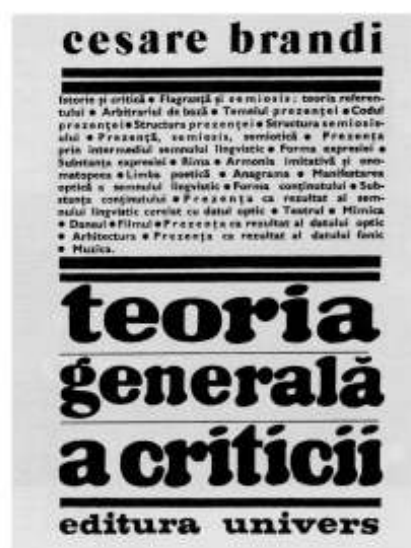 cesare brandi
Istorie și critică • Flagranță și semiosis; teoria referen-
tului • Arbitrariul de bază • Temeiul prezenței • Codul
prezenței • Structura prezenței • Structura semiosis-
ului • Prezență, semiosis, semiotică • Prezența
prin intermediul semnului lingvistic • Forma expresiei •
Substanța expresiei • Rima • Armonia imitativă și ono-
matopeea • Limba poetică • Anagrama • Manifestarea
optică a semnului lingvistic • Forma conținutului • Sub-
stanța conținutului • Prezența ca rezultat al sem-
nului lingvistic corelat cu datul optic • Teatrul • Mimica
• Dansul • Filmul • Prezența ca rezultat al datului optic
• Arhitectura • Prezența ca rezultat al datului fonic
• Muzica.
teoria
generală
a criticii
editura univers